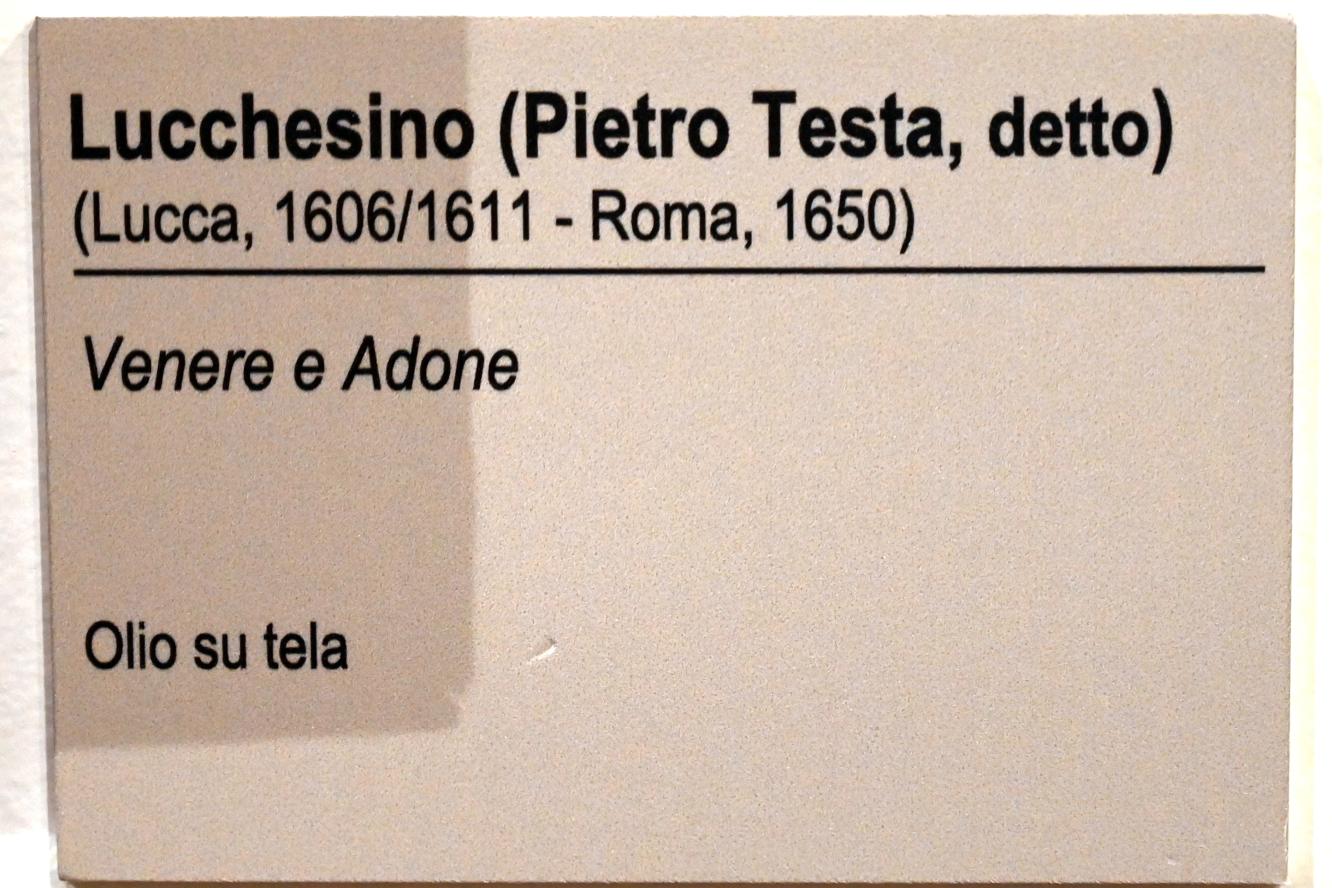 Lucchesino (Pietro Testa, detto)
(Lucca, 1606/1611 - Roma, 1650)
Venere e Adone
Olio su tela